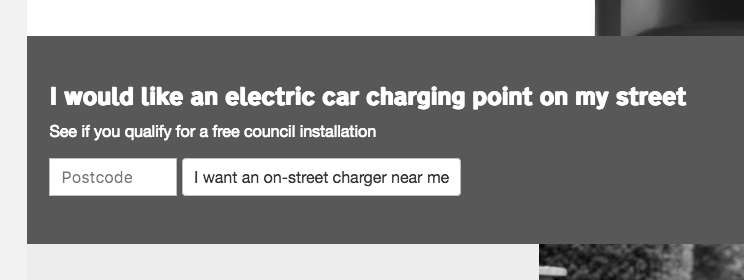 I would like an electric car charging point on my street
See if you qualify for a free council installation
Postcode
I want an on-street charger near me